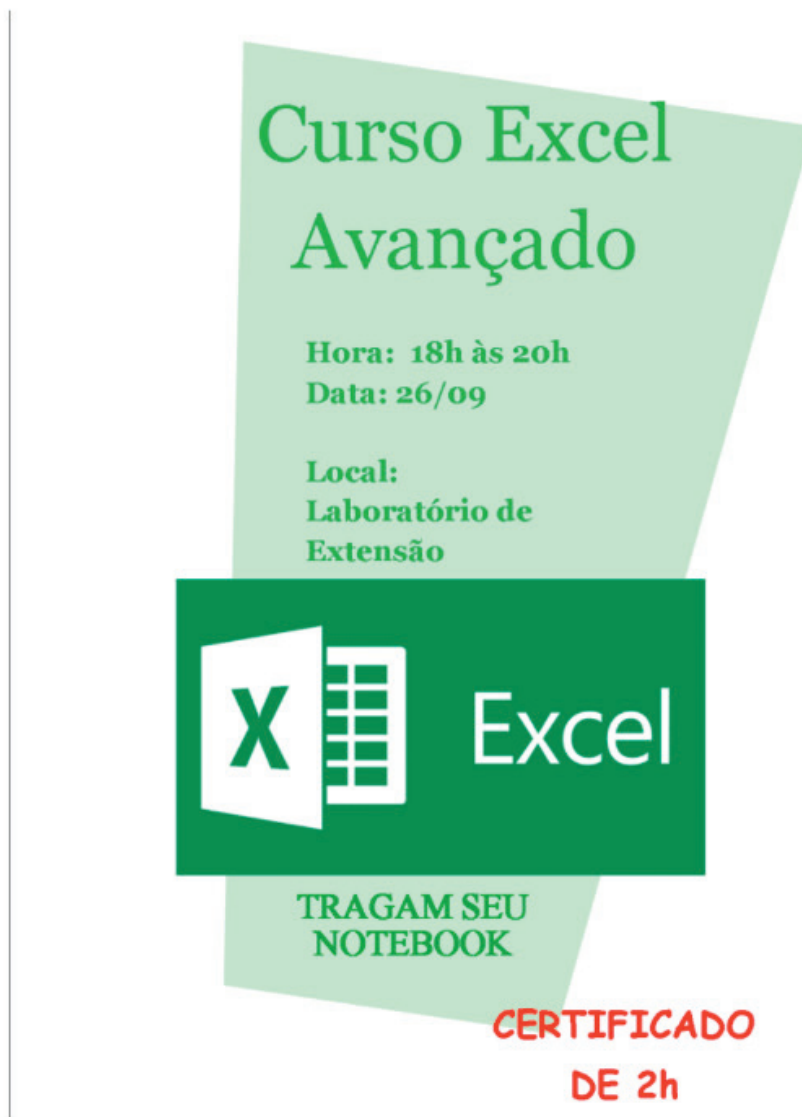 Curso Excel
Avançado
Hora: 18h às 20h
Data: 26/09
Local:
Laboratório de
Extensão
X
Excel
TRAGAM SEU
NOTEBOOK
CERTIFICADO
DE 2h